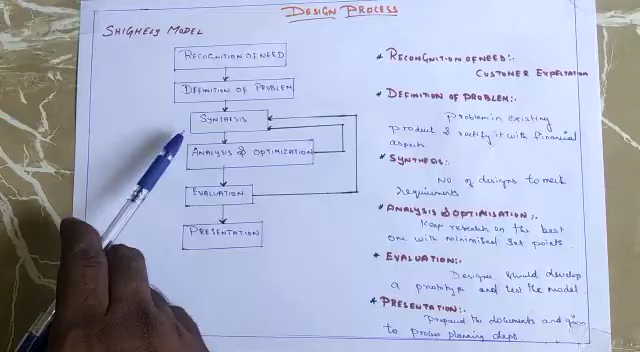 DESIGN PROCESS
SHIGHELY MODEL
RECOGNITION OF NEED
DEFINITION OF PROBLEM
SYNTHESIS
ANALYSIS & OPTIMIZATION
EVALUATION
PRESENTATION
* RECONGNITION OF NEED:-
CUSTOMER EXPECTATION
* DEFINITION OF PROBLEM:-
Problem in existing
product & rectify it with financial
aspects
* SYNTHESIS:-
No of designs to meet
requirements
* ANALYSIS & OPTIMISATION:-
Keep research on the best
one with minimised set points.
* EVALUATION:-
Designer should develop
a prototype and test the model.
* PRESENTATION:-
Prepared the documents and given
to process planning dept